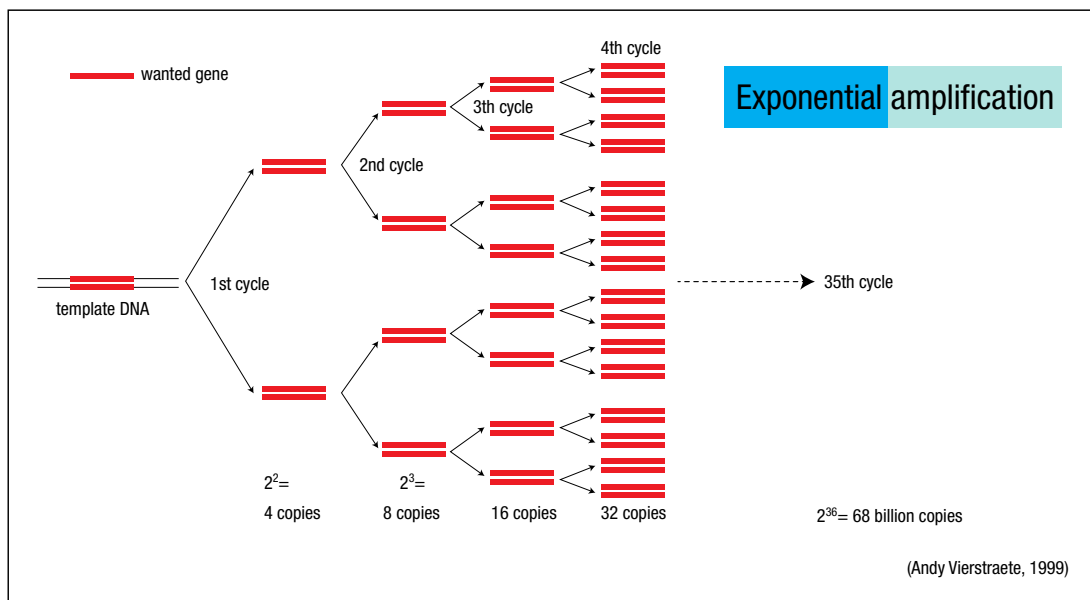 4th cycle
wanted gene
Exponential amplification
3th cycle
2nd cycle
1st cycle
35th cycle
template DNA
2²=
2³=
4 copies
8 copies
16 copies
32 copies
2³⁶= 68 billion copies
(Andy Vierstraete, 1999)